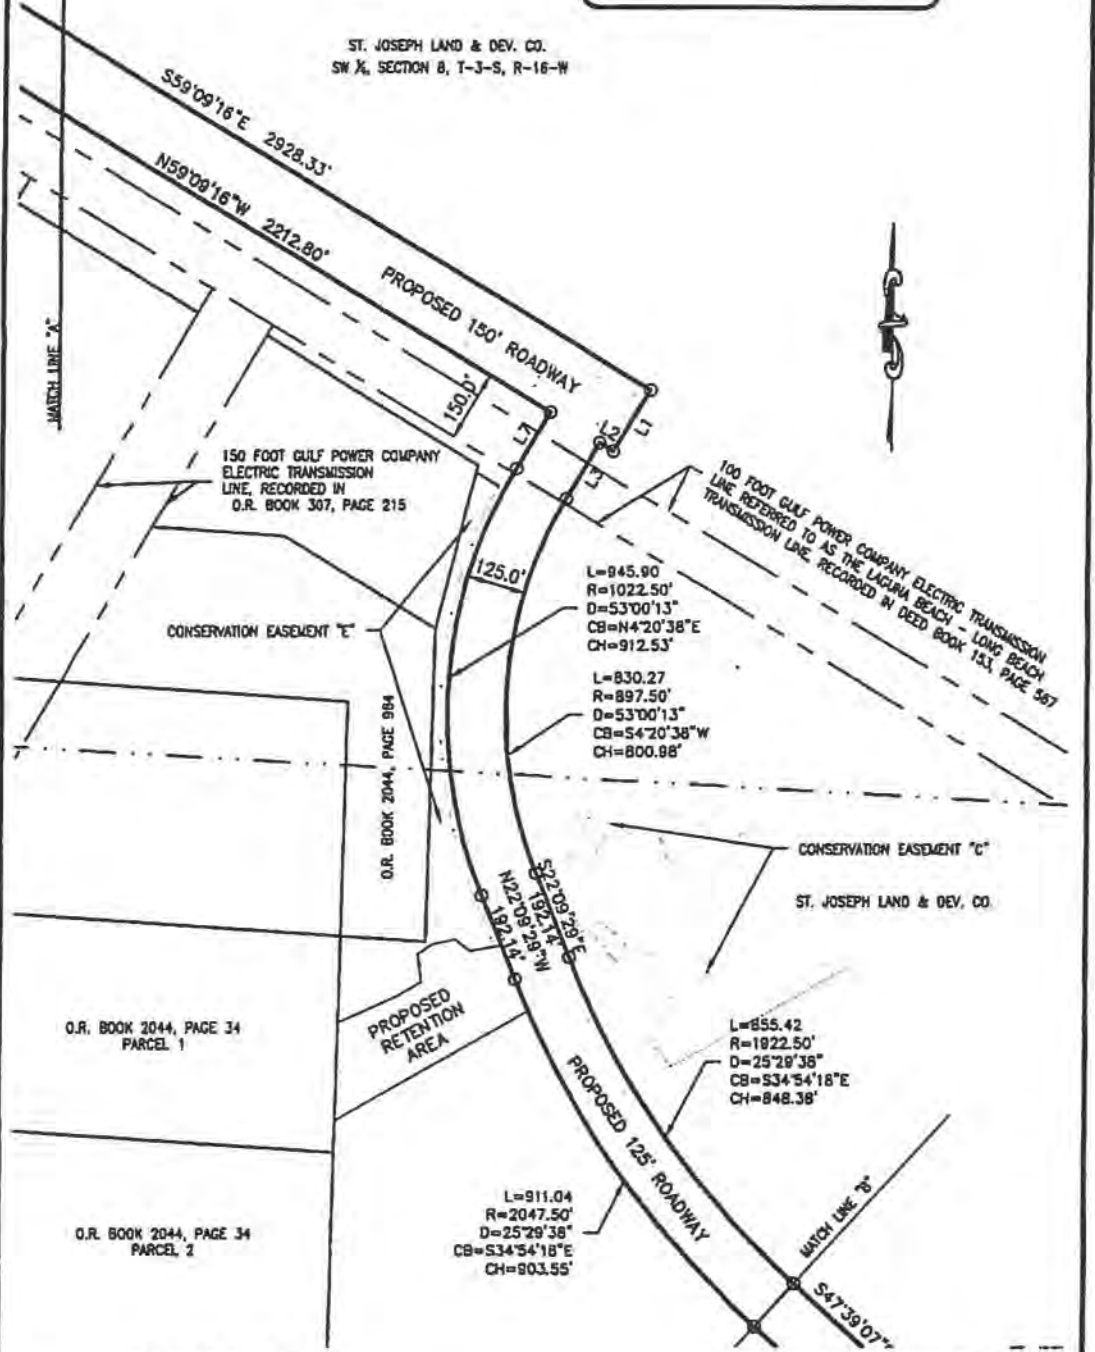 ST. JOSEPH LAND & DEV. CO.
SW ¼, SECTION 8, T-3-S, R-16-W
S59°09'16"E 2928.33'
N59°09'16"W 2212.80'
PROPOSED 150' ROADWAY
MATCH LINE "A"
150.0'
L7
L2
L1
L3
150 FOOT GULF POWER COMPANY
ELECTRIC TRANSMISSION
LINE, RECORDED IN
O.R. BOOK 307, PAGE 215
100 FOOT GULF POWER COMPANY ELECTRIC TRANSMISSION
LINE REFERRED TO AS THE LAGUNA BEACH - LONG BEACH
TRANSMISSION LINE, RECORDED IN DEED BOOK 153, PAGE 567
125.0'
L=945.90
R=1022.50'
D=53°00'13"
CB=N4°20'38"E
CH=912.53'
CONSERVATION EASEMENT "E"
L=830.27
R=897.50'
D=53°00'13"
CB=S4°20'38"W
CH=800.98'
O.R. BOOK 2044, PAGE 984
CONSERVATION EASEMENT "C"
ST. JOSEPH LAND & DEV. CO.
S22°09'29"E
192.14'
N22°09'29"W
192.14'
PROPOSED
RETENTION
AREA
O.R. BOOK 2044, PAGE 34
PARCEL 1
L=855.42
R=1922.50'
D=25°29'38"
CB=S34°54'18"E
CH=848.38'
PROPOSED 125' ROADWAY
L=911.04
R=2047.50'
D=25°29'38"
CB=S34°54'18"E
CH=903.55'
MATCH LINE "B"
O.R. BOOK 2044, PAGE 34
PARCEL 2
S47°39'07"